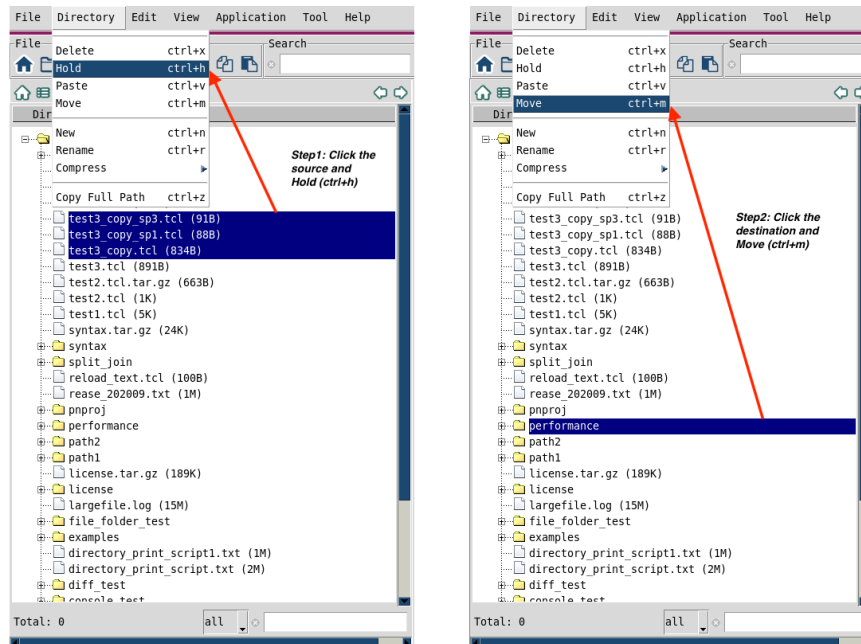 File Directory Edit View Application Tool Help
File Search
Delete ctrl+x
Hold ctrl+h
Paste ctrl+v
Move ctrl+m
Dir
New ctrl+n
Rename ctrl+r
Compress
Copy Full Path ctrl+z
Step1: Click the
source and
Hold (ctrl+h)
test3_copy_sp3.tcl (91B)
test3_copy_sp1.tcl (88B)
test3_copy.tcl (834B)
test3.tcl (891B)
test2.tcl.tar.gz (663B)
test2.tcl (1K)
test1.tcl (5K)
syntax.tar.gz (24K)
syntax
split_join
reload_text.tcl (100B)
rease_202009.txt (1M)
pnproj
performance
path2
path1
license.tar.gz (189K)
license
largefile.log (15M)
file_folder_test
examples
directory_print_script1.txt (1M)
directory_print_script.txt (2M)
diff_test
console_test
Total: 0 all
File Directory Edit View Application Tool Help
File Search
Delete ctrl+x
Hold ctrl+h
Paste ctrl+v
Move ctrl+m
Dir
New ctrl+n
Rename ctrl+r
Compress
Copy Full Path ctrl+z
Step2: Click the
destination and
Move (ctrl+m)
test3_copy_sp3.tcl (91B)
test3_copy_sp1.tcl (88B)
test3_copy.tcl (834B)
test3.tcl (891B)
test2.tcl.tar.gz (663B)
test2.tcl (1K)
test1.tcl (5K)
syntax.tar.gz (24K)
syntax
split_join
reload_text.tcl (100B)
rease_202009.txt (1M)
pnproj
performance
path2
path1
license.tar.gz (189K)
license
largefile.log (15M)
file_folder_test
examples
directory_print_script1.txt (1M)
directory_print_script.txt (2M)
diff_test
console_test
Total: 0 all